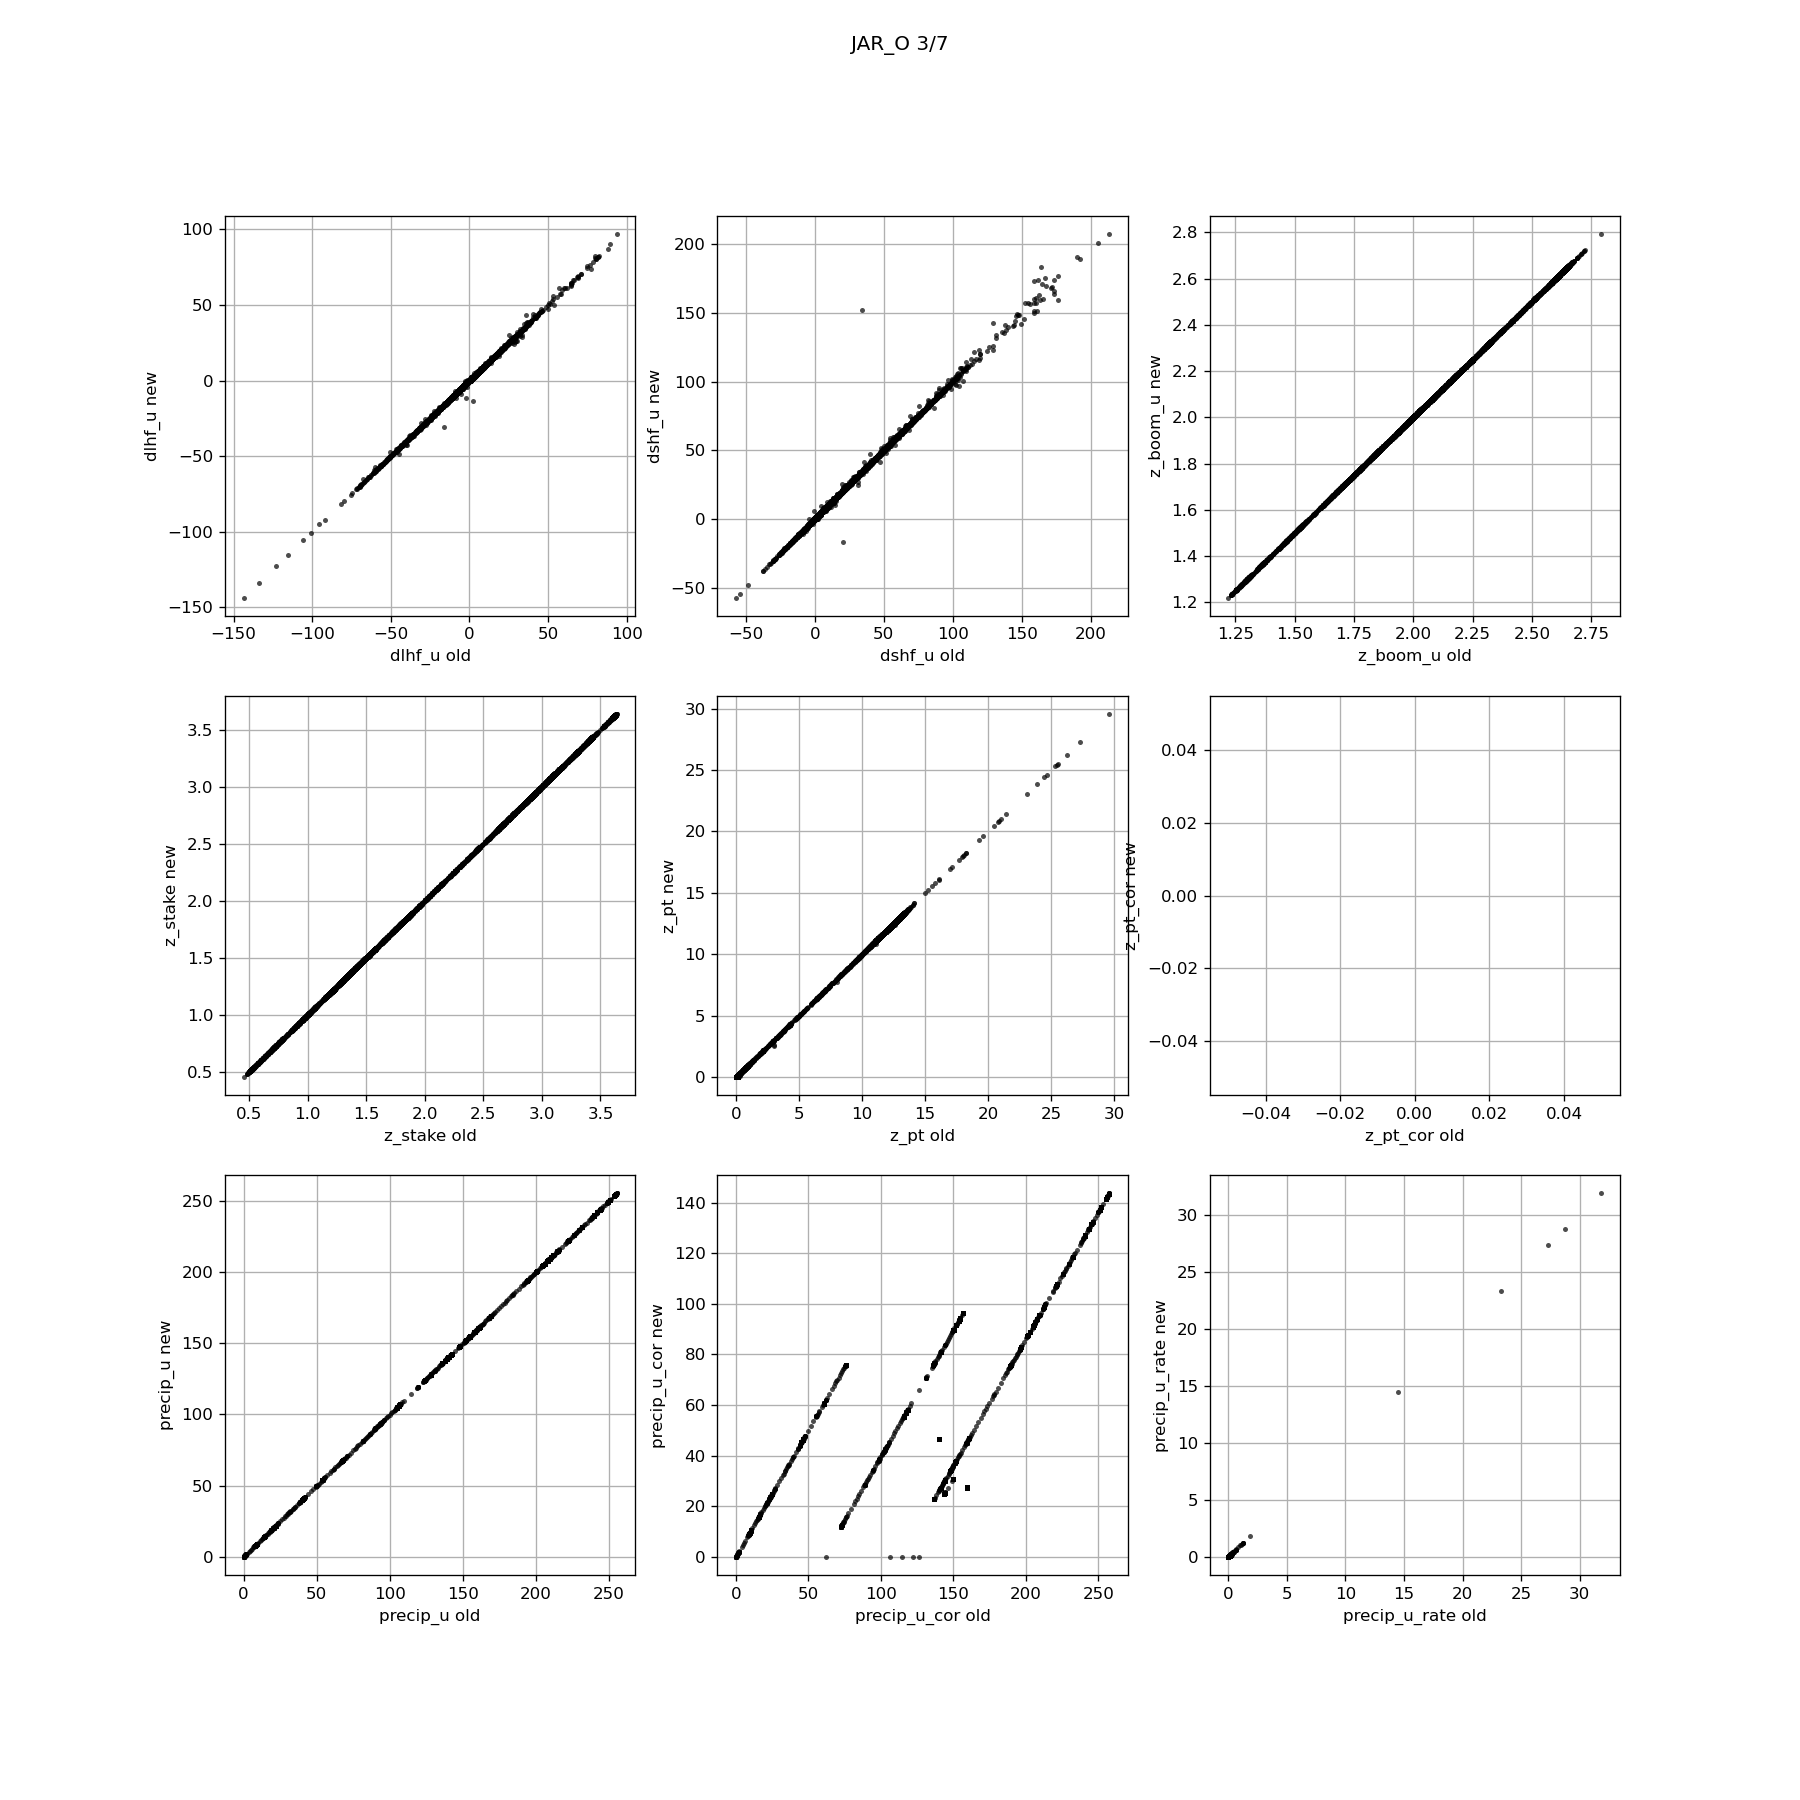 JAR_O 3/7
100
50
0
−50
−100
−150
dlhf_u new
−150 −100 −50 0 50 100
dlhf_u old
200
150
100
50
0
−50
dshf_u new
−50 0 50 100 150 200
dshf_u old
2.8
2.6
2.4
2.2
2.0
1.8
1.6
1.4
1.2
z_boom_u new
1.25 1.50 1.75 2.00 2.25 2.50 2.75
z_boom_u old
3.5
3.0
2.5
2.0
1.5
1.0
0.5
z_stake new
0.5 1.0 1.5 2.0 2.5 3.0 3.5
z_stake old
30
25
20
15
10
5
0
z_pt new
0 5 10 15 20 25 30
z_pt old
0.04
0.02
0.00
−0.02
−0.04
z_pt_cor new
−0.04 −0.02 0.00 0.02 0.04
z_pt_cor old
250
200
150
100
50
0
precip_u new
0 50 100 150 200 250
precip_u old
140
120
100
80
60
40
20
0
precip_u_cor new
0 50 100 150 200 250
precip_u_cor old
30
25
20
15
10
5
0
precip_u_rate new
0 5 10 15 20 25 30
precip_u_rate old